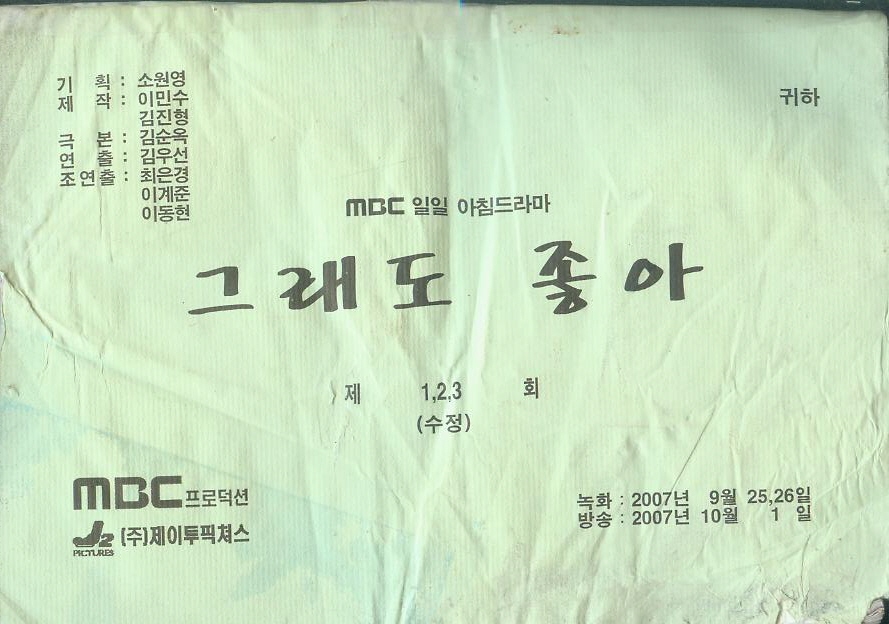 기 획 : 소원영
제 작 : 이민수
김진형
극 본 : 김순옥
연 출 : 김우선
조연출 : 최은경
이계준
이동현
귀하
MBC 일일 아침드라마
그래도 좋아
제 1,2,3 회
(수정)
MBC 프로덕션
J2 PICTURES (주)제이투픽쳐스
녹화 : 2007년 9월 25,26일
방송 : 2007년 10월 1 일